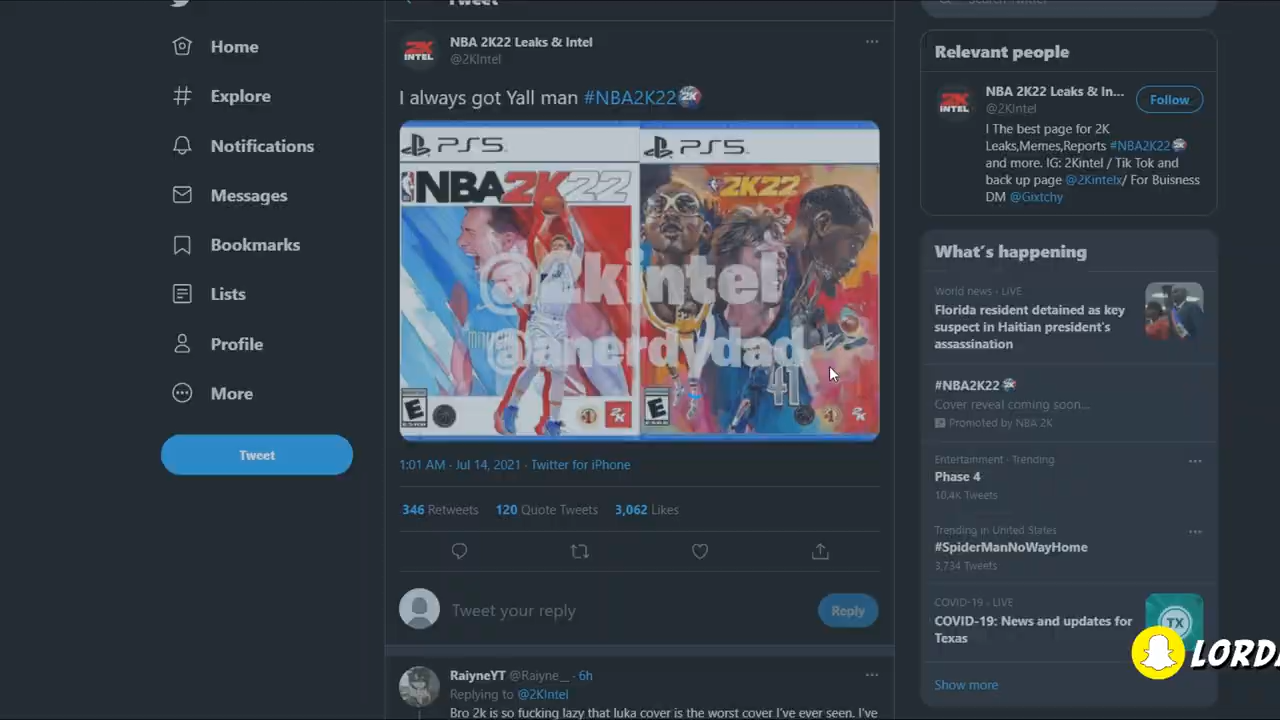 Tweet
Search Twitter
Home
Explore
Notifications
Messages
Bookmarks
Lists
Profile
More
Tweet
NBA 2K22 Leaks & Intel
@2KIntel
I always got Yall man #NBA2K22
PS5
PS5
NBA2K22
2K22
@2kintel
@anerdydad
41
E
2K
E
2K
1:01 AM · Jul 14, 2021 · Twitter for iPhone
346 Retweets 120 Quote Tweets 3,062 Likes
Tweet your reply
Reply
RaiyneYT @Raiyne__ · 6h
Replying to @2KIntel
Bro 2k is so fucking lazy that luka cover is the worst cover I've ever seen. I've
Relevant people
2K
INTEL
NBA 2K22 Leaks & In...
@2KIntel
Follow
I The best page for 2K
Leaks,Memes,Reports #NBA2K22
and more. IG: 2Kintel / Tik Tok and
back up page @2Kintelx/ For Buisness
DM @Gixtchy
What's happening
World news · LIVE
Florida resident detained as key
suspect in Haitian president's
assassination
#NBA2K22
Cover reveal coming soon...
Promoted by NBA 2K
Entertainment · Trending
Phase 4
10.4K Tweets
Trending in United States
#SpiderManNoWayHome
3,734 Tweets
COVID-19 · LIVE
COVID-19: News and updates for
Texas
TX
Show more
LORD